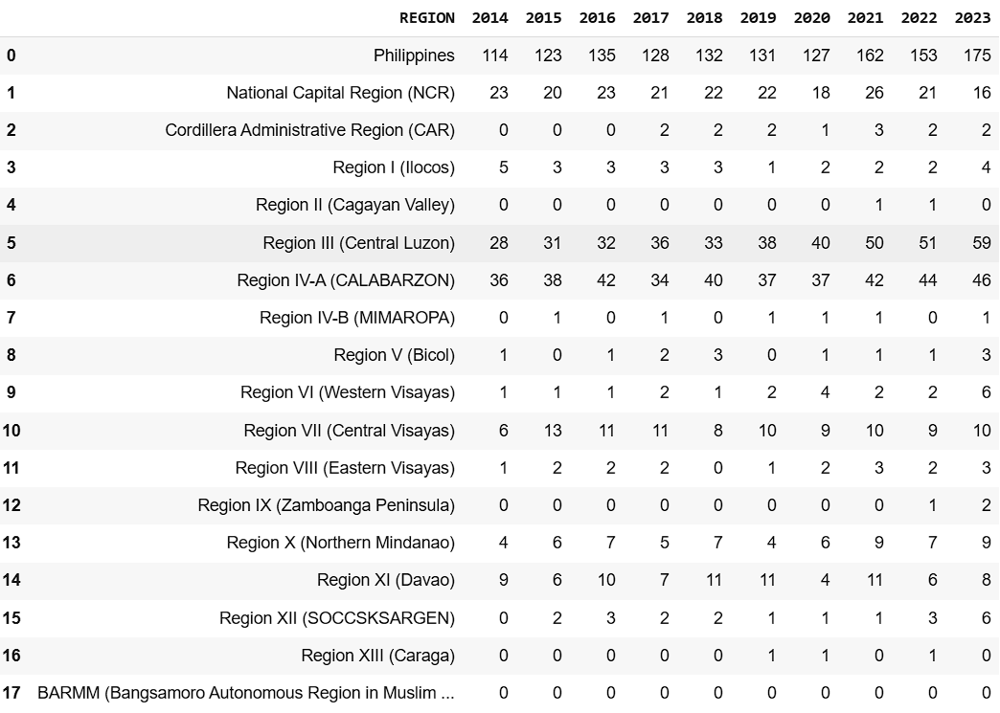 REGION 2014 2015 2016 2017 2018 2019 2020 2021 2022 2023
0 Philippines 114 123 135 128 132 131 127 162 153 175
1 National Capital Region (NCR) 23 20 23 21 22 22 18 26 21 16
2 Cordillera Administrative Region (CAR) 0 0 0 2 2 2 1 3 2 2
3 Region I (Ilocos) 5 3 3 3 3 1 2 2 2 4
4 Region II (Cagayan Valley) 0 0 0 0 0 0 0 1 1 0
5 Region III (Central Luzon) 28 31 32 36 33 38 40 50 51 59
6 Region IV-A (CALABARZON) 36 38 42 34 40 37 37 42 44 46
7 Region IV-B (MIMAROPA) 0 1 0 1 0 1 1 1 0 1
8 Region V (Bicol) 1 0 1 2 3 0 1 1 1 3
9 Region VI (Western Visayas) 1 1 1 2 1 2 4 2 2 6
10 Region VII (Central Visayas) 6 13 11 11 8 10 9 10 9 10
11 Region VIII (Eastern Visayas) 1 2 2 2 0 1 2 3 2 3
12 Region IX (Zamboanga Peninsula) 0 0 0 0 0 0 0 0 1 2
13 Region X (Northern Mindanao) 4 6 7 5 7 4 6 9 7 9
14 Region XI (Davao) 9 6 10 7 11 11 4 11 6 8
15 Region XII (SOCCSKSARGEN) 0 2 3 2 2 1 1 1 3 6
16 Region XIII (Caraga) 0 0 0 0 0 1 1 0 1 0
17 BARMM (Bangsamoro Autonomous Region in Muslim ... 0 0 0 0 0 0 0 0 0 0